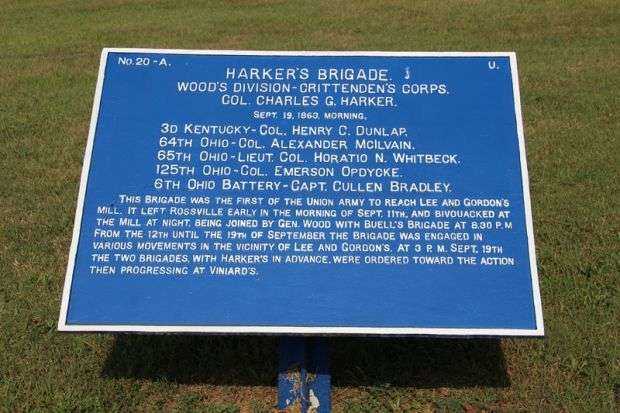 No. 20-A. U.
HARKER'S BRIGADE.
WOOD'S DIVISION-CRITTENDEN'S CORPS.
COL. CHARLES G. HARKER.
SEPT. 19, 1863, MORNING.
3D KENTUCKY-COL. HENRY C. DUNLAP.
64TH OHIO-COL. ALEXANDER MCILVAIN.
65TH OHIO-LIEUT. COL. HORATIO N. WHITBECK.
125TH OHIO-COL. EMERSON OPDYCKE.
6TH OHIO BATTERY-CAPT. CULLEN BRADLEY.
THIS BRIGADE WAS THE FIRST OF THE UNION ARMY TO REACH LEE AND GORDON'S
MILL. IT LEFT ROSSVILLE EARLY IN THE MORNING OF SEPT. 11TH, AND BIVOUACKED AT
THE MILL AT NIGHT, BEING JOINED BY GEN. WOOD WITH BUELL'S BRIGADE AT 8.30 P.M
FROM THE 12TH UNTIL THE 19TH OF SEPTEMBER THE BRIGADE WAS ENGAGED IN
VARIOUS MOVEMENTS IN THE VICINITY OF LEE AND GORDON'S. AT 3 P.M. SEPT. 19TH
THE TWO BRIGADES, WITH HARKER'S IN ADVANCE, WERE ORDERED TOWARD THE ACTION
THEN PROGRESSING AT VINIARD'S.